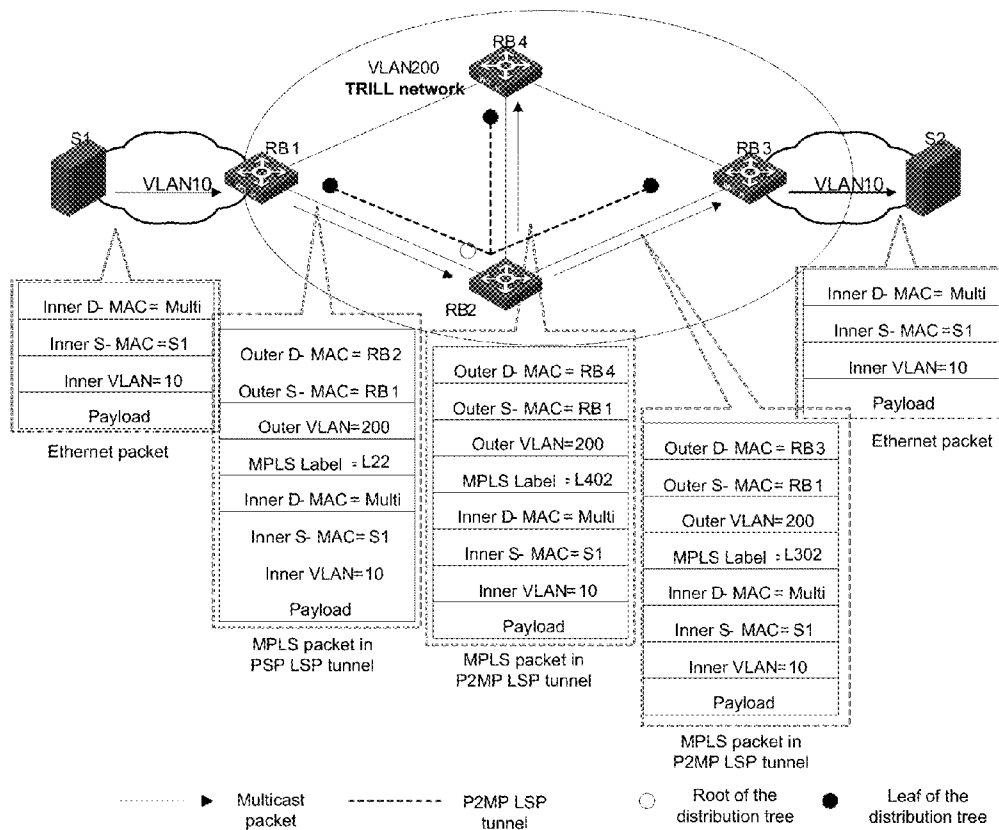 RB4
VLAN200
TRILL network
S1
RB1
RB3
S2
VLAN10
VLAN10
RB2
Inner D- MAC= Multi
Inner S- MAC=S1
Inner VLAN=10
Payload
Ethernet packet
Outer D- MAC= RB2
Outer S- MAC= RB1
Outer VLAN=200
MPLS Label = L22
Inner D- MAC= Multi
Inner S- MAC= S1
Inner VLAN=10
Payload
MPLS packet in
PSP LSP tunnel
Outer D- MAC= RB4
Outer S- MAC= RB1
Outer VLAN=200
MPLS Label = L402
Inner D- MAC= Multi
Inner S- MAC= S1
Inner VLAN=10
Payload
MPLS packet in
P2MP LSP tunnel
Outer D- MAC= RB3
Outer S- MAC= RB1
Outer VLAN=200
MPLS Label = L302
Inner D- MAC= Multi
Inner S- MAC= S1
Inner VLAN= 10
Payload
MPLS packet in
P2MP LSP tunnel
Inner D- MAC= Multi
Inner S- MAC=S1
Inner VLAN=10
Payload
Ethernet packet
Multicast
packet
P2MP LSP
tunnel
Root of the
distribution tree
Leaf of the
distribution tree